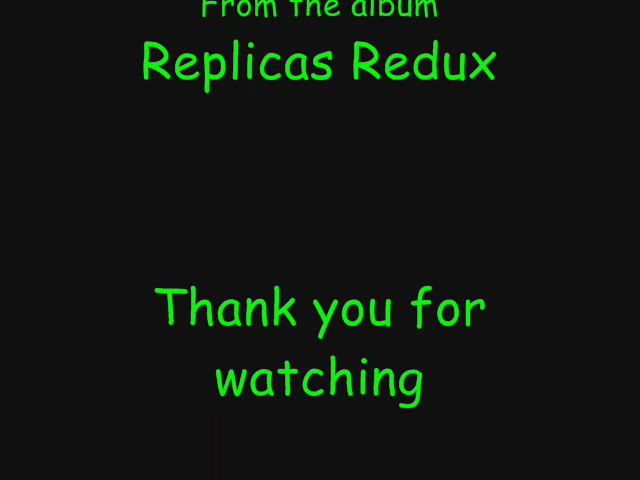 From the album
Replicas Redux
Thank you for
watching